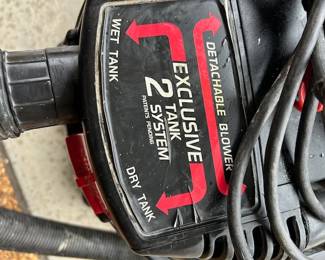 WET TANK
DETACHABLE BLOWER
EXCLUSIVE
2 TANK
SYSTEM
PATENTS PENDING
DRY TANK